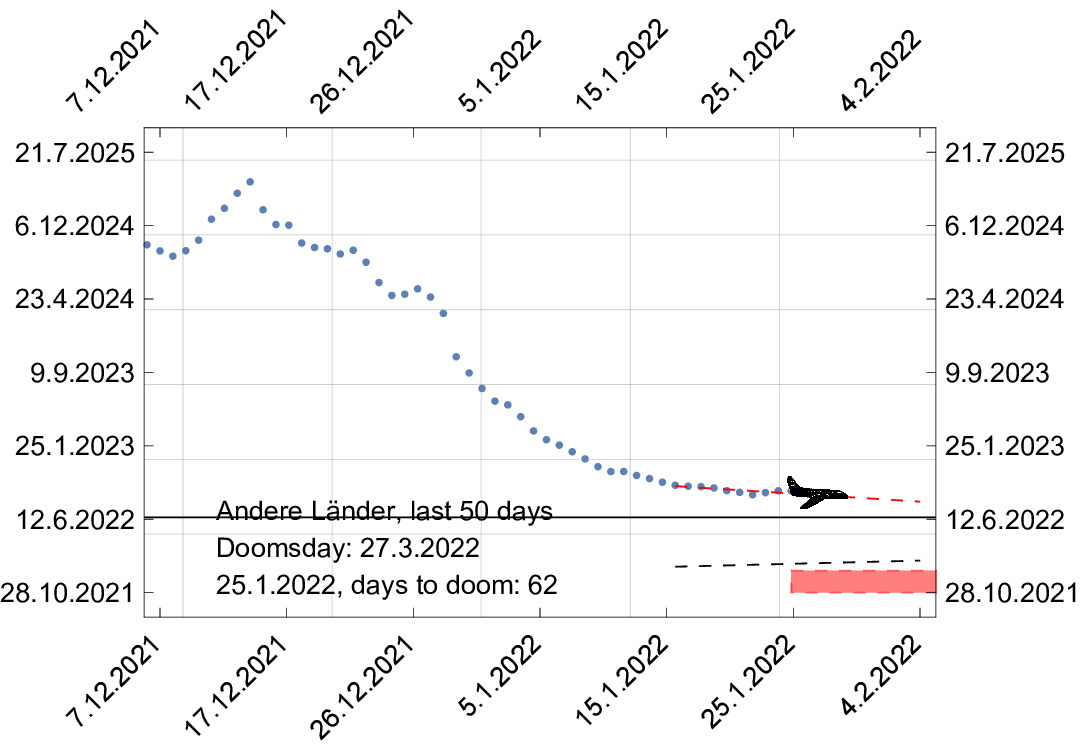 7.12.2021 17.12.2021 26.12.2021 5.1.2022 15.1.2022 25.1.2022 4.2.2022
21.7.2025 21.7.2025
6.12.2024 6.12.2024
23.4.2024 23.4.2024
9.9.2023 9.9.2023
25.1.2023 25.1.2023
Andere Länder, last 50 days
12.6.2022 12.6.2022
Doomsday: 27.3.2022
25.1.2022, days to doom: 62
28.10.2021 28.10.2021
7.12.2021 17.12.2021 26.12.2021 5.1.2022 15.1.2022 25.1.2022 4.2.2022